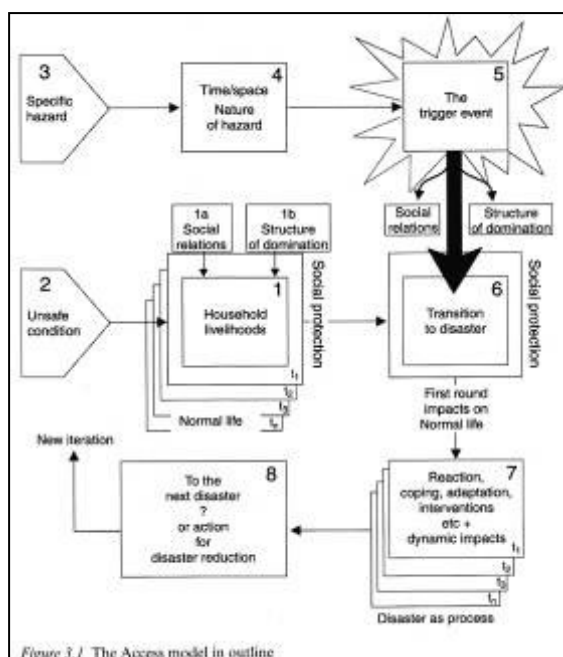 3
Specific
hazard
4
Time/space
Nature
of hazard
5
The
trigger event
1a
Social
relations
1b
Structure
of domination
Social
relations
Structure
of domination
2
Unsafe
condition
1
Household
livelihoods
Social protection
t1
t2
t3
tn
Normal life
6
Transition
to disaster
Social protection
First round
impacts on
Normal life
New iteration
8
To the
next disaster
?
or action
for
disaster reduction
7
Reaction,
coping, adaptation,
interventions
etc +
dynamic impacts
t1
t2
t3
tn
Disaster as process
Figure 3.1 The Access model in outline